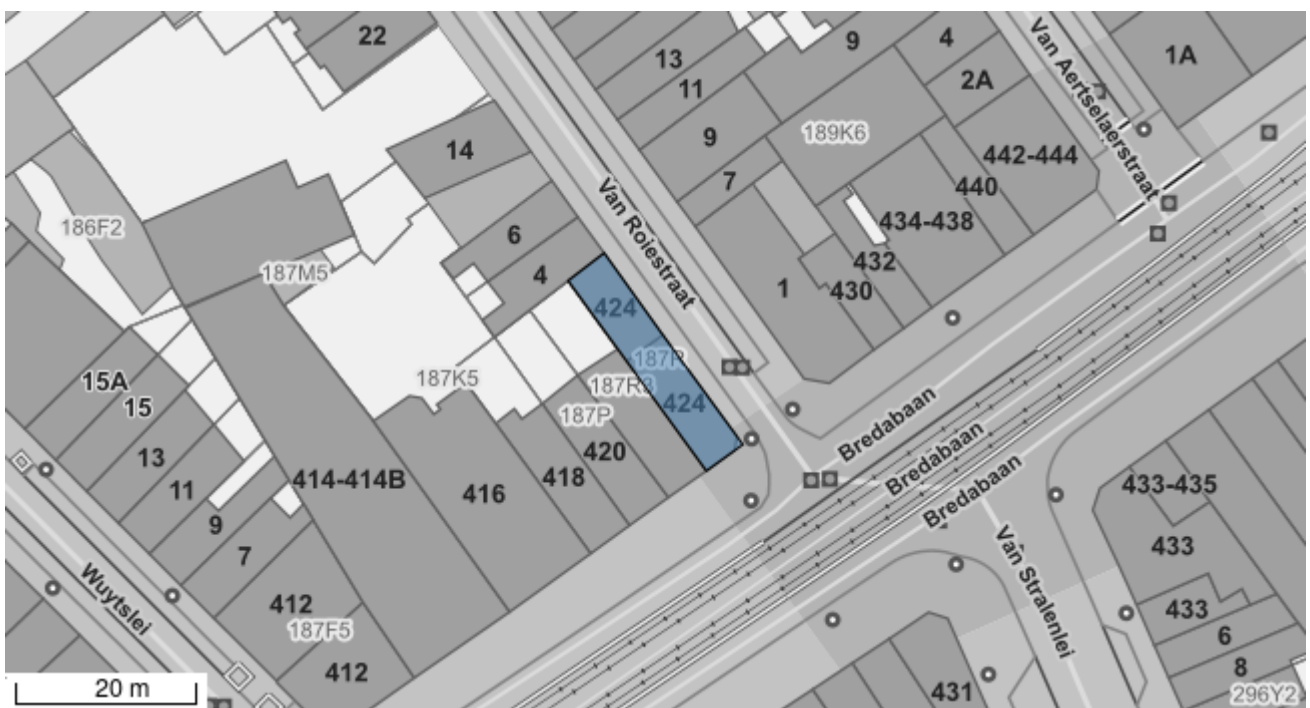 22
13
11
9
9
4
2A
1A
Van Aertselaerstraat
189K6
14
7
442-444
440
434-438
432
430
1
Van Roiestraat
186F2
187M5
6
4
424
187R
187R3
187P
424
187K5
15A
15
13
11
9
7
414-414B
416
418
420
Bredabaan
Bredabaan
Bredabaan
433-435
433
433
6
8
296Y2
Van Stralenlei
Wuytslei
412
187F5
412
431
20 m